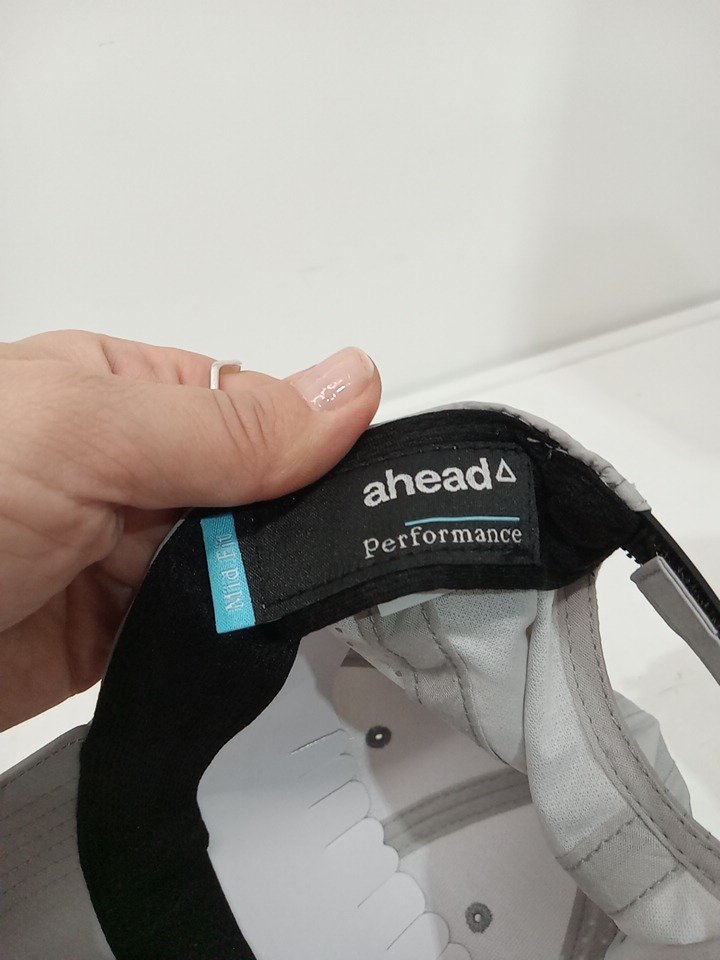 ahead
performance
Mid Fit